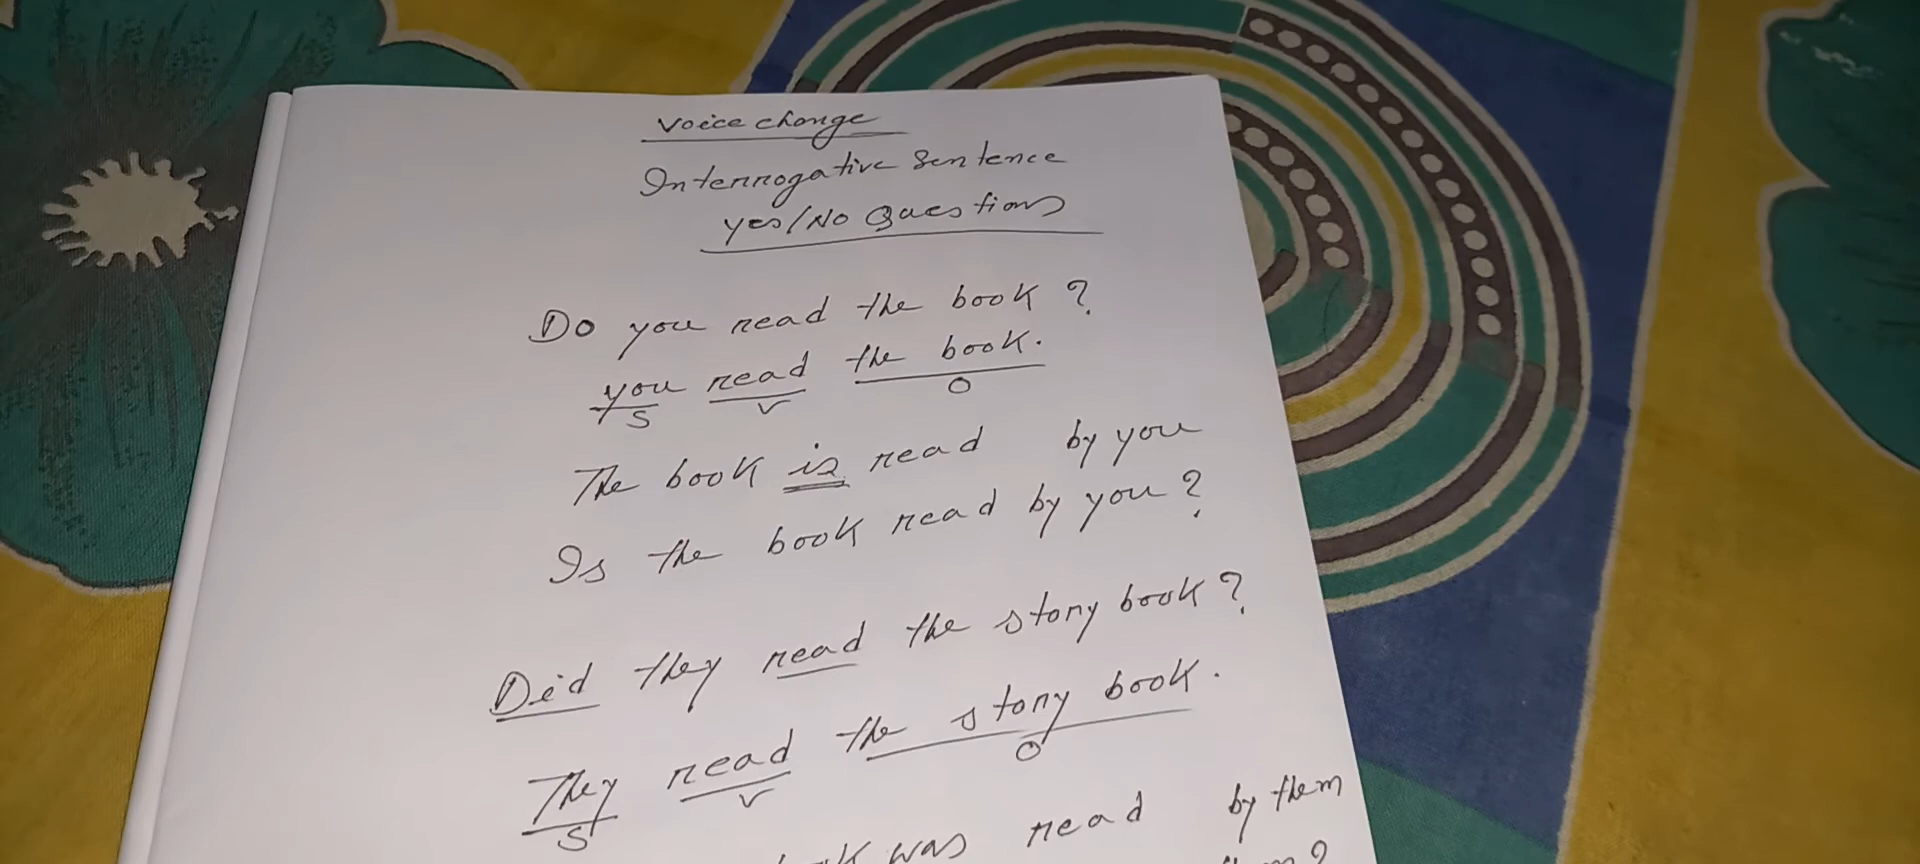 Voice change
Interrogative Sentence
yes/No Questions
Do you read the book ?
you read the book.
S V O
The book is read by you
Is the book read by you ?
Did they read the story book ?
They read the story book.
S V O
was read by them
?